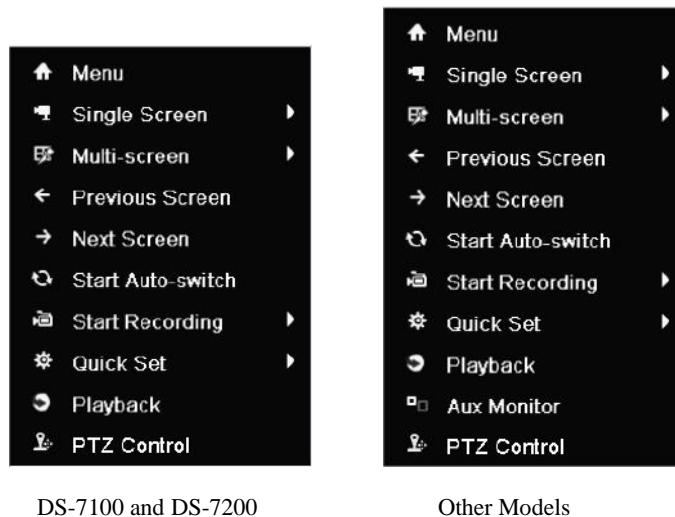 Menu
Single Screen
Multi-screen
Previous Screen
Next Screen
Start Auto-switch
Start Recording
Quick Set
Playback
PTZ Control
DS-7100 and DS-7200
Menu
Single Screen
Multi-screen
Previous Screen
Next Screen
Start Auto-switch
Start Recording
Quick Set
Playback
Aux Monitor
PTZ Control
Other Models